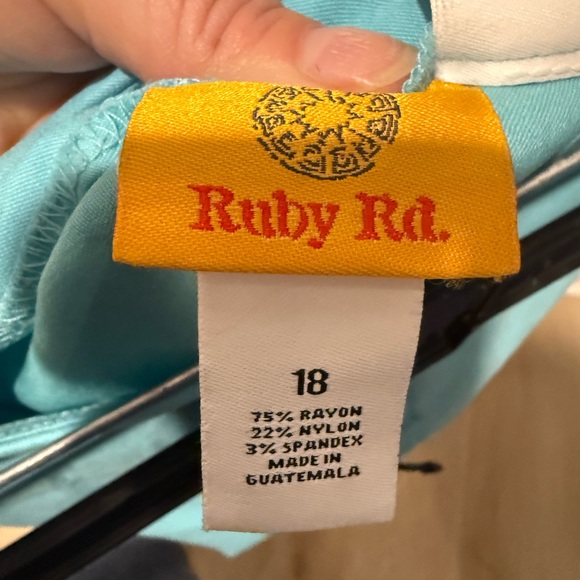 Ruby Rd.
18
75% RAYON
22% NYLON
3% SPANDEX
MADE IN
GUATEMALA